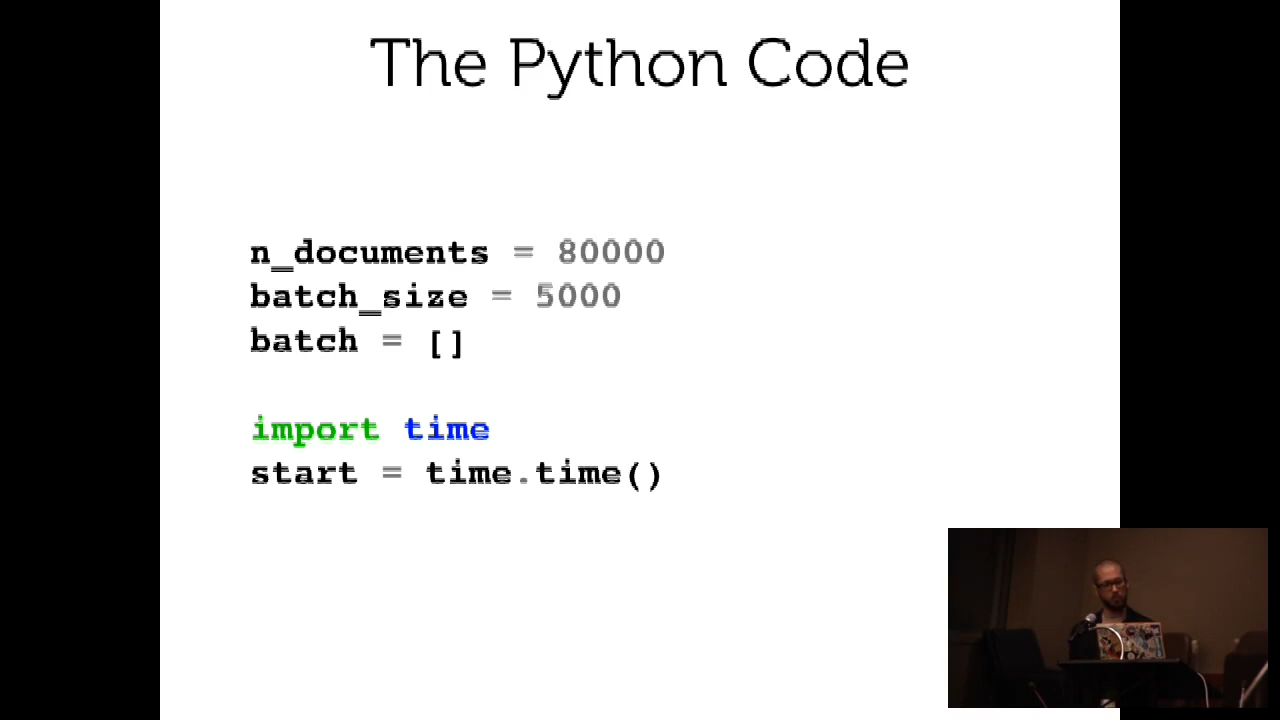 The Python Code
n_documents = 80000
batch_size = 5000
batch = []
import time
start = time.time()